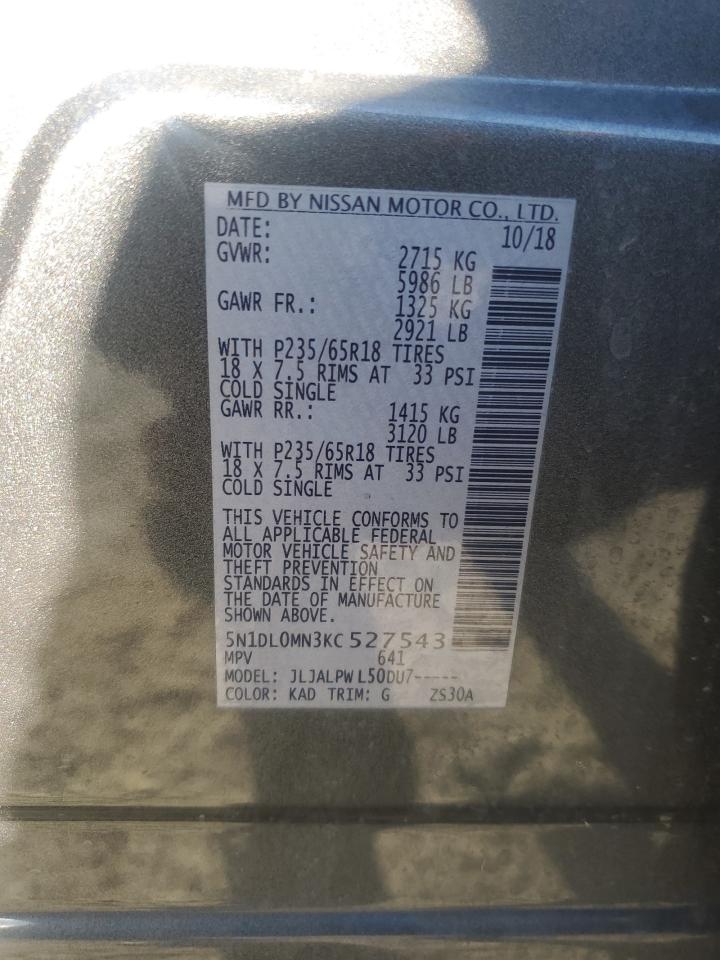 MFD BY NISSAN MOTOR CO., LTD.
DATE: 10/18
GVWR: 2715 KG
5986 LB
GAWR FR.: 1325 KG
2921 LB
WITH P235/65R18 TIRES
18 X 7.5 RIMS AT 33 PSI
COLD SINGLE
GAWR RR.: 1415 KG
3120 LB
WITH P235/65R18 TIRES
18 X 7.5 RIMS AT 33 PSI
COLD SINGLE
THIS VEHICLE CONFORMS TO
ALL APPLICABLE FEDERAL
MOTOR VEHICLE SAFETY AND
THEFT PREVENTION
STANDARDS IN EFFECT ON
THE DATE OF MANUFACTURE
SHOWN ABOVE.
5N1DL0MN3KC527543
MPV 641
MODEL: JLJALPWL50DU7-----
COLOR: KAD TRIM: G ZS30A